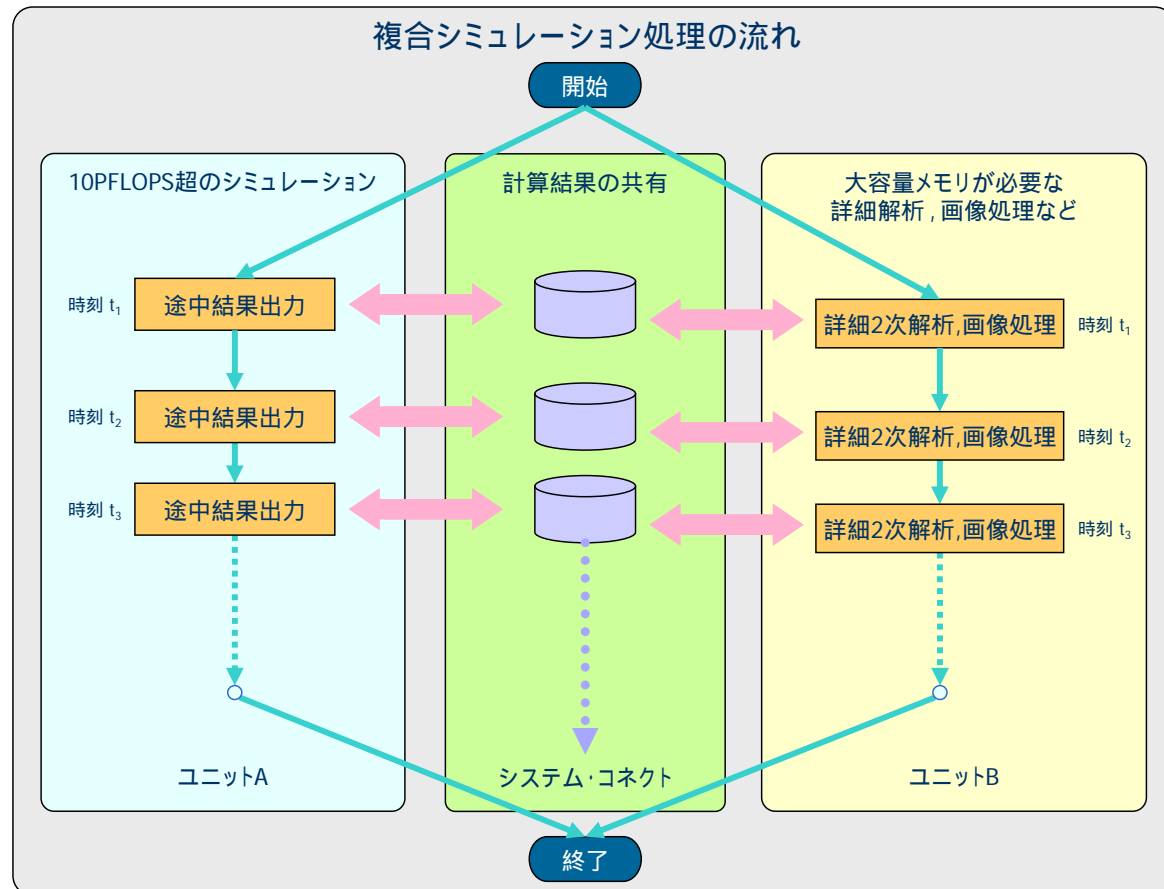 複合シミュレーション処理の流れ
開始
10PFLOPS超のシミュレーション
計算結果の共有
大容量メモリが必要な
詳細解析,画像処理など
時刻 t1
途中結果出力
詳細2次解析,画像処理
時刻 t1
時刻 t2
途中結果出力
詳細2次解析,画像処理
時刻 t2
時刻 t3
途中結果出力
詳細2次解析,画像処理
時刻 t3
ユニットA
システム・コネクト
ユニットB
終了